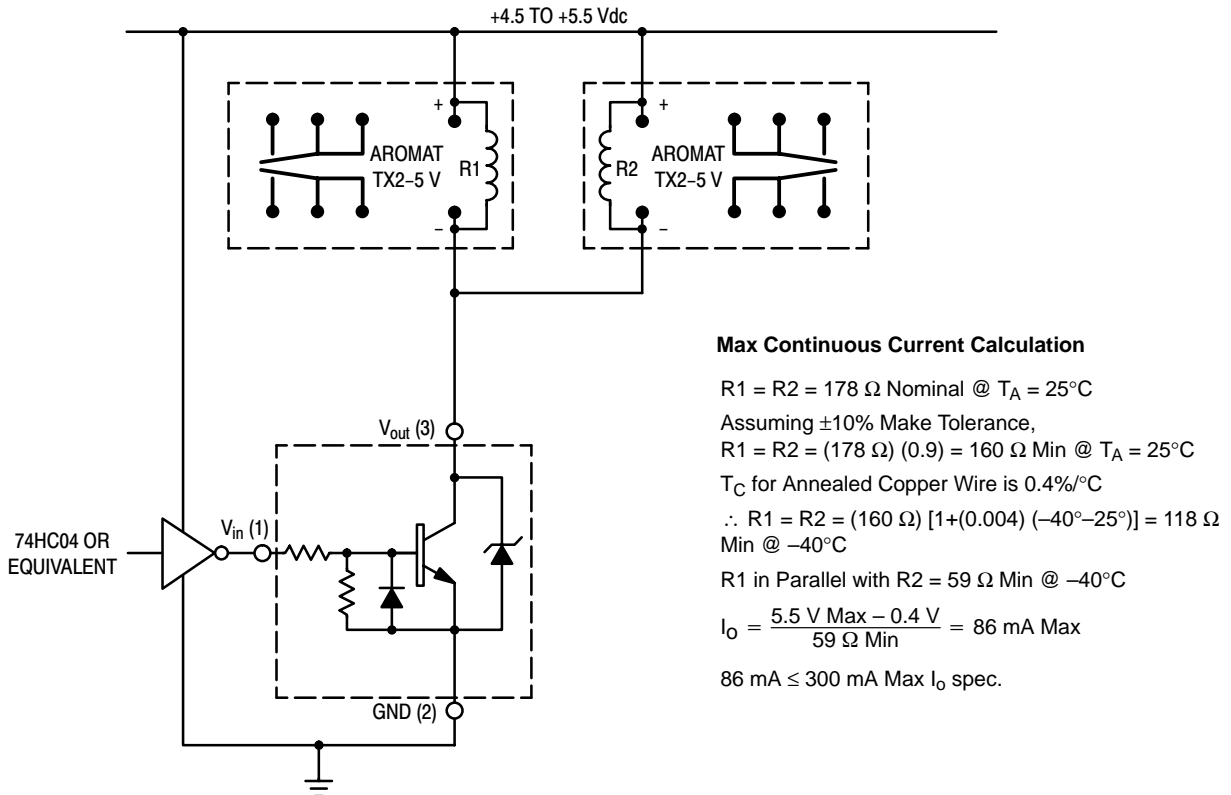 +4.5 TO +5.5 Vdc
+
AROMAT
TX2–5 V
R1
–
+
R2
AROMAT
TX2–5 V
–
Max Continuous Current Calculation
R1 = R2 = 178 Ω Nominal @ TA = 25°C
Assuming ±10% Make Tolerance,
R1 = R2 = (178 Ω) (0.9) = 160 Ω Min @ TA = 25°C
TC for Annealed Copper Wire is 0.4%/°C
∴ R1 = R2 = (160 Ω) [1+(0.004) (–40°–25°)] = 118 Ω
Min @ –40°C
R1 in Parallel with R2 = 59 Ω Min @ –40°C
Io = 5.5 V Max – 0.4 V / 59 Ω Min = 86 mA Max
86 mA ≤ 300 mA Max Io spec.
Vout (3)
Vin (1)
74HC04 OR
EQUIVALENT
GND (2)